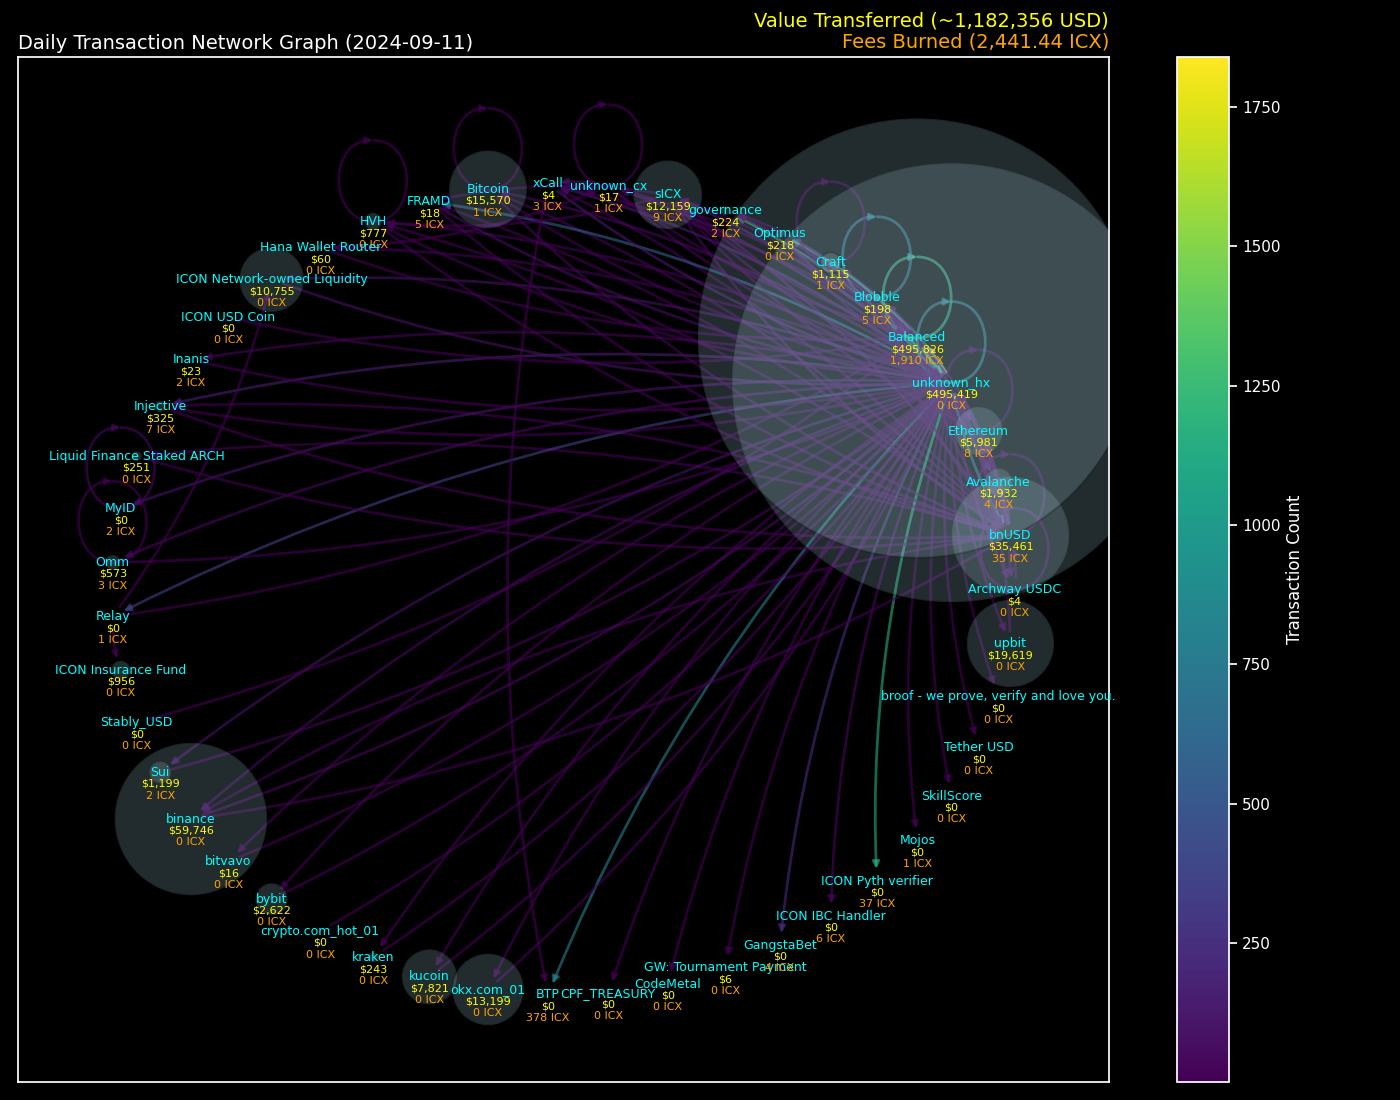 Value Transferred (~1,182,356 USD)
Daily Transaction Network Graph (2024-09-11)
Fees Burned (2,441.44 ICX)
Bitcoin
$15,570
1 ICX
xCall
$4
3 ICX
unknown_cx
$17
1 ICX
sICX
$12,159
9 ICX
FRAMD
$18
5 ICX
governance
$224
2 ICX
HVH
$777
0 ICX
Optimus
$218
0 ICX
Hana Wallet Router
$60
0 ICX
Craft
$1,115
1 ICX
ICON Network-owned Liquidity
$10,755
0 ICX
Blobble
$198
5 ICX
ICON USD Coin
$0
0 ICX
Balanced
$495,826
1,910 ICX
Inanis
$23
2 ICX
unknown_hx
$495,419
0 ICX
Injective
$325
7 ICX
Ethereum
$5,981
8 ICX
Liquid Finance Staked ARCH
$251
0 ICX
Avalanche
$1,932
4 ICX
MyID
$0
2 ICX
bnUSD
$35,461
35 ICX
Omm
$573
3 ICX
Archway USDC
$4
0 ICX
Relay
$0
1 ICX
upbit
$19,619
0 ICX
ICON Insurance Fund
$956
0 ICX
broof - we prove, verify and love you.
$0
0 ICX
Stably_USD
$0
0 ICX
Tether USD
$0
0 ICX
Sui
$1,199
2 ICX
SkillScore
$0
0 ICX
binance
$59,746
0 ICX
Mojos
$0
1 ICX
bitvavo
$16
0 ICX
ICON Pyth verifier
$0
37 ICX
bybit
$2,622
0 ICX
ICON IBC Handler
$0
6 ICX
crypto.com_hot_01
$0
0 ICX
GangstaBet
$0
kraken
$243
0 ICX
GW: Tournament Payment
$6
0 ICX
kucoin
$7,821
0 ICX
CodeMetal
$0
0 ICX
okx.com_01
$13,199
0 ICX
BTP
$0
378 ICX
CPF_TREASURY
$0
0 ICX
1750
1500
1250
1000
750
500
250
Transaction Count